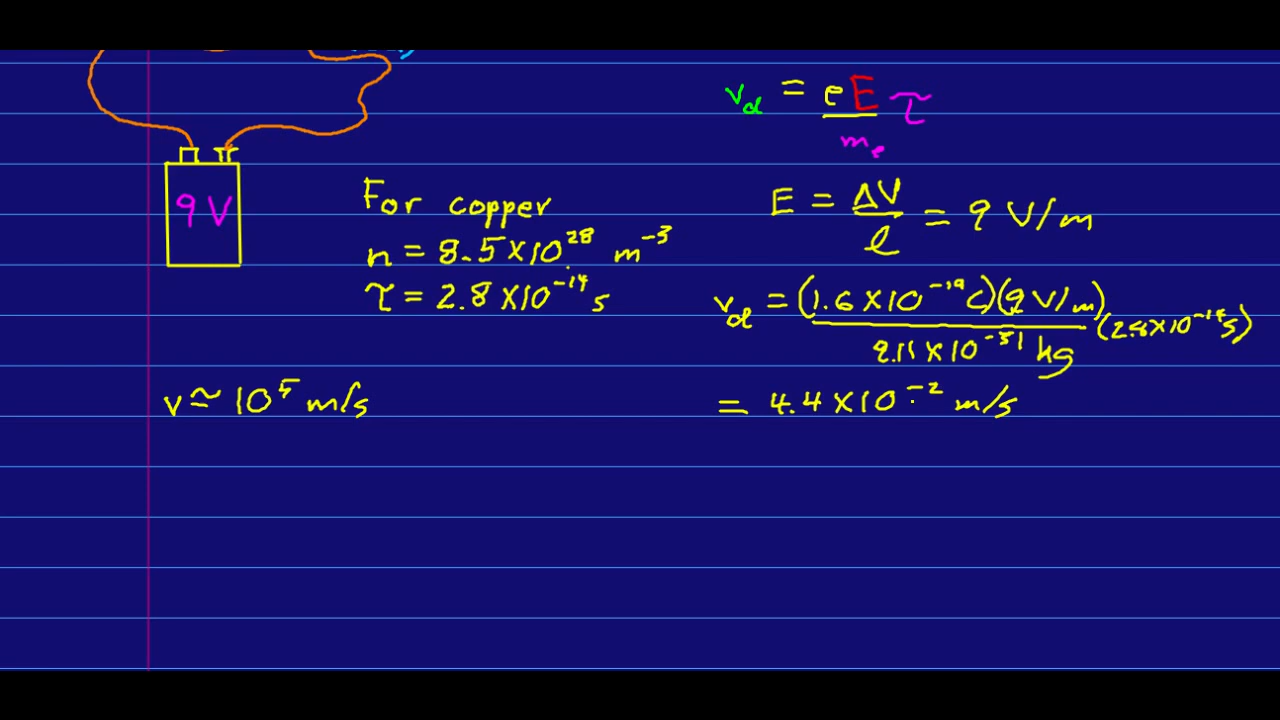 v_d = eE/m_e τ
9 V
For copper
n = 8.5 × 10^28 m^-3
τ = 2.8 × 10^-14 s
E = ΔV/l = 9 V/m
v_d = (1.6 × 10^-19 C)(9 V/m)/9.11 × 10^-31 kg (2.8 × 10^-14 s)
v ≃ 10^5 m/s
= 4.4 × 10^-2 m/s